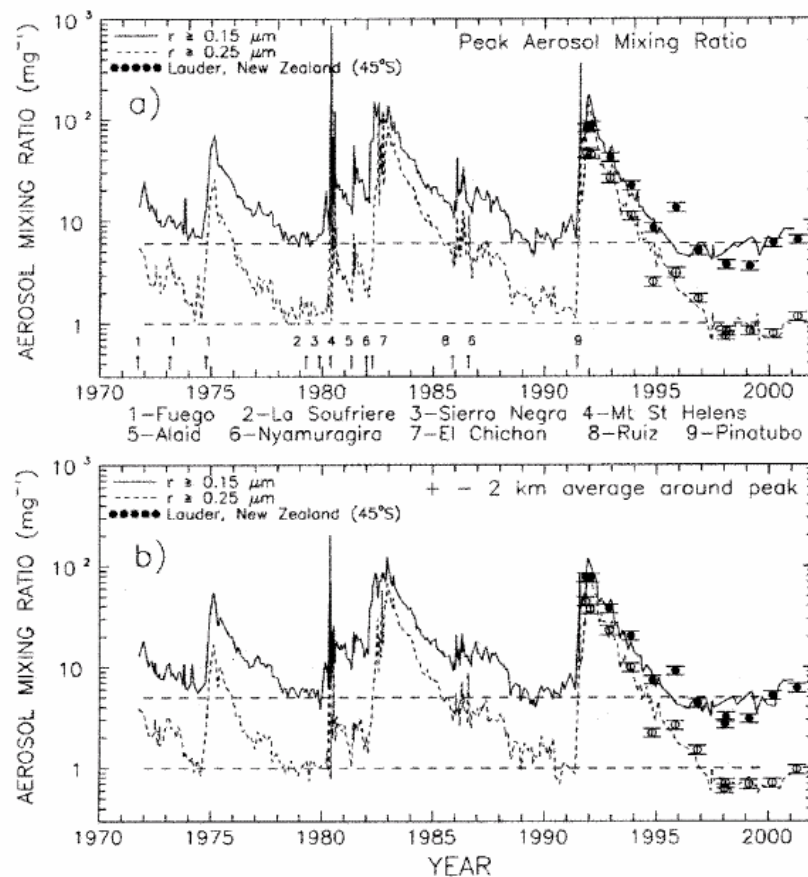 r ≥ 0.15 μm
r ≥ 0.25 μm
Lauder, New Zealand (45°S)
Peak Aerosol Mixing Ratio
a)
AEROSOL MIXING RATIO (mg⁻¹)
10³
10²
10
1
1 1 1 2 3 4 5 6 7 8 6 9
1970 1975 1980 1985 1990 1995 2000
1–Fuego 2–La Soufriere 3–Sierra Negra 4–Mt St Helens
5–Alaid 6–Nyamuragira 7–El Chichon 8–Ruiz 9–Pinatubo
r ≥ 0.15 μm
r ≥ 0.25 μm
Lauder, New Zealand (45°S)
+ – 2 km average around peak
b)
AEROSOL MIXING RATIO (mg⁻¹)
10³
10²
10
1
1970 1975 1980 1985 1990 1995 2000
YEAR